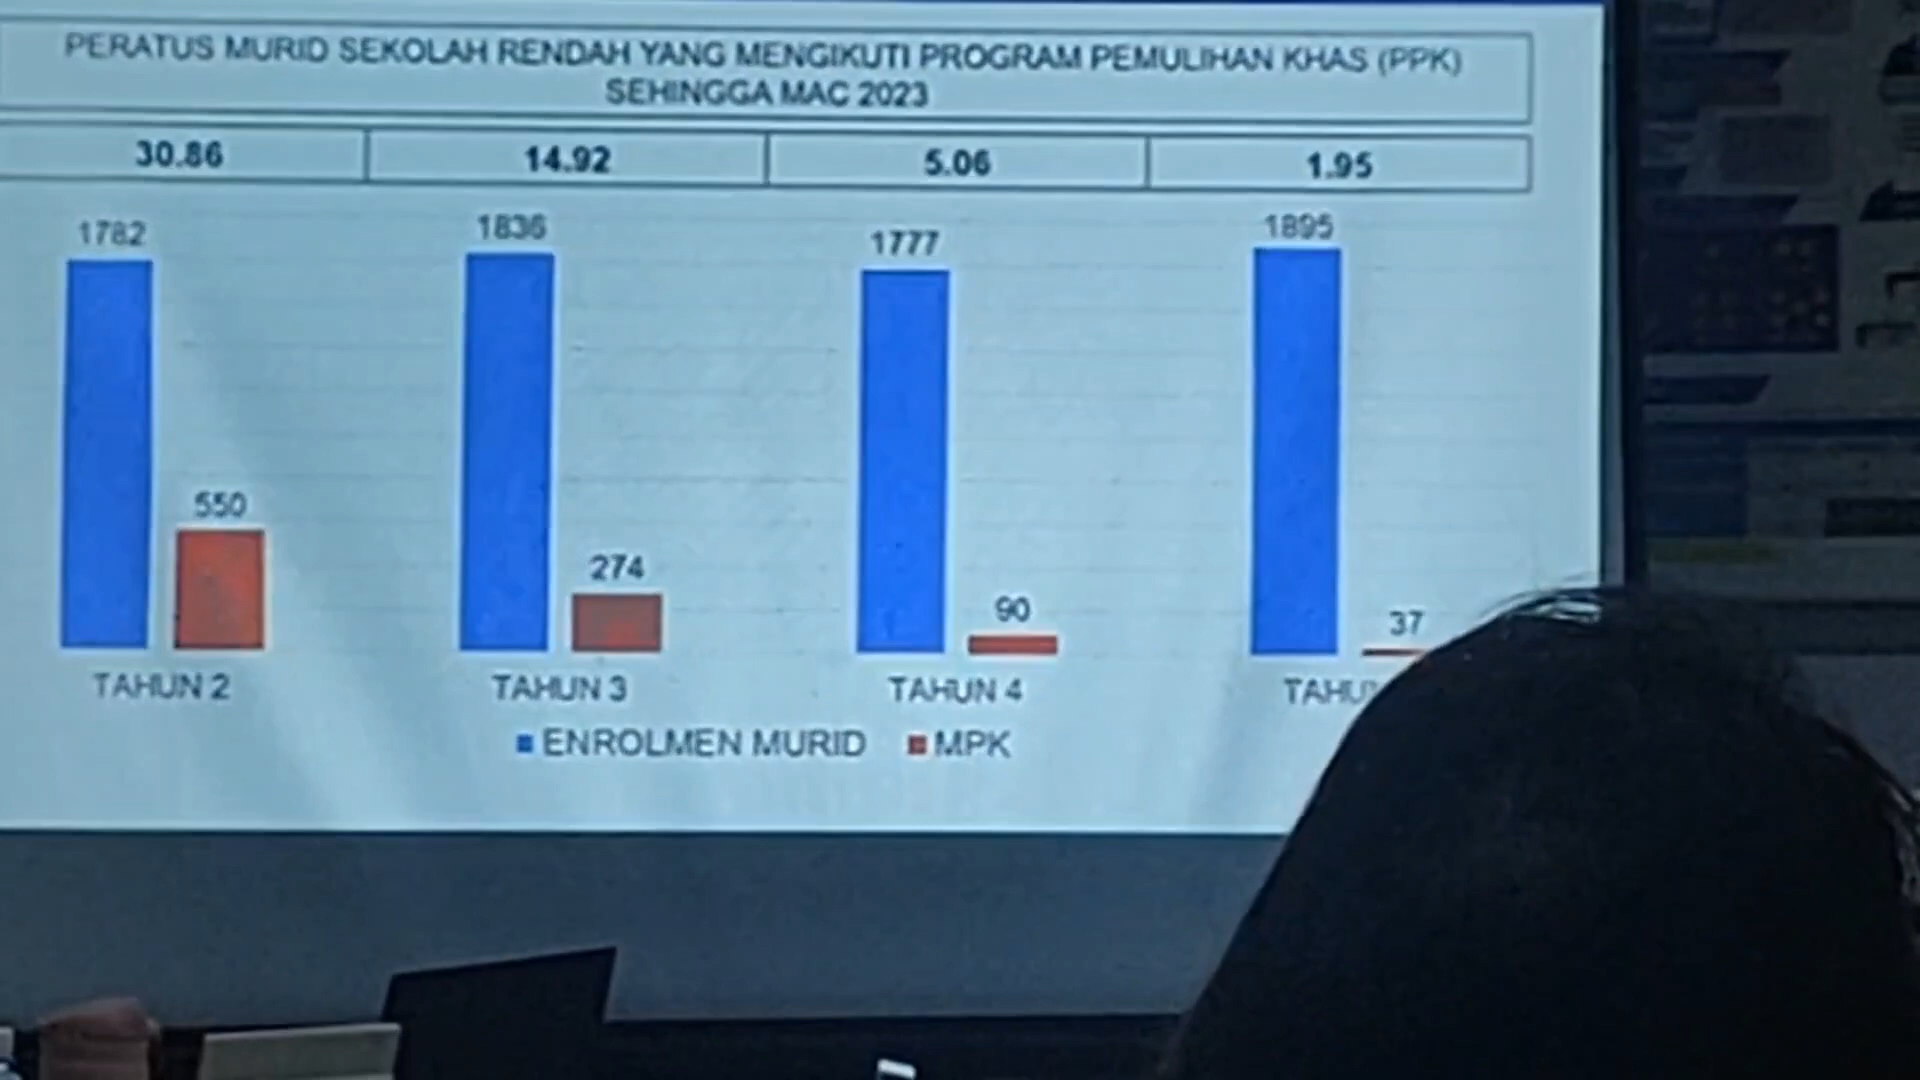 PERATUS MURID SEKOLAH RENDAH YANG MENGIKUTI PROGRAM PEMULIHAN KHAS (PPK)
SEHINGGA MAC 2023
30.86 14.92 5.06 1.95
1782 1836 1777 1895
550 274 90 37
TAHUN 2 TAHUN 3 TAHUN 4
ENROLMEN MURID MPK